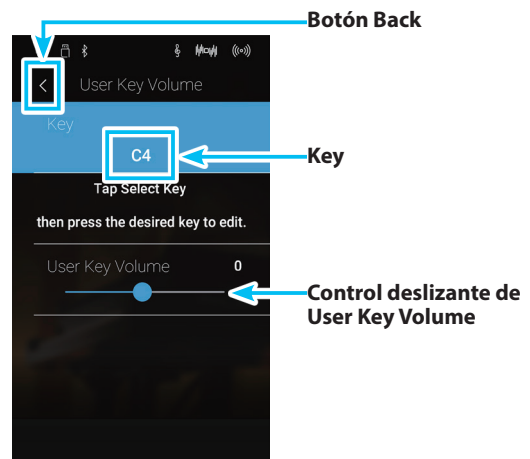 Botón Back
User Key Volume
Key
C4
Key
Tap Select Key
then press the desired key to edit.
User Key Volume 0
Control deslizante de
User Key Volume